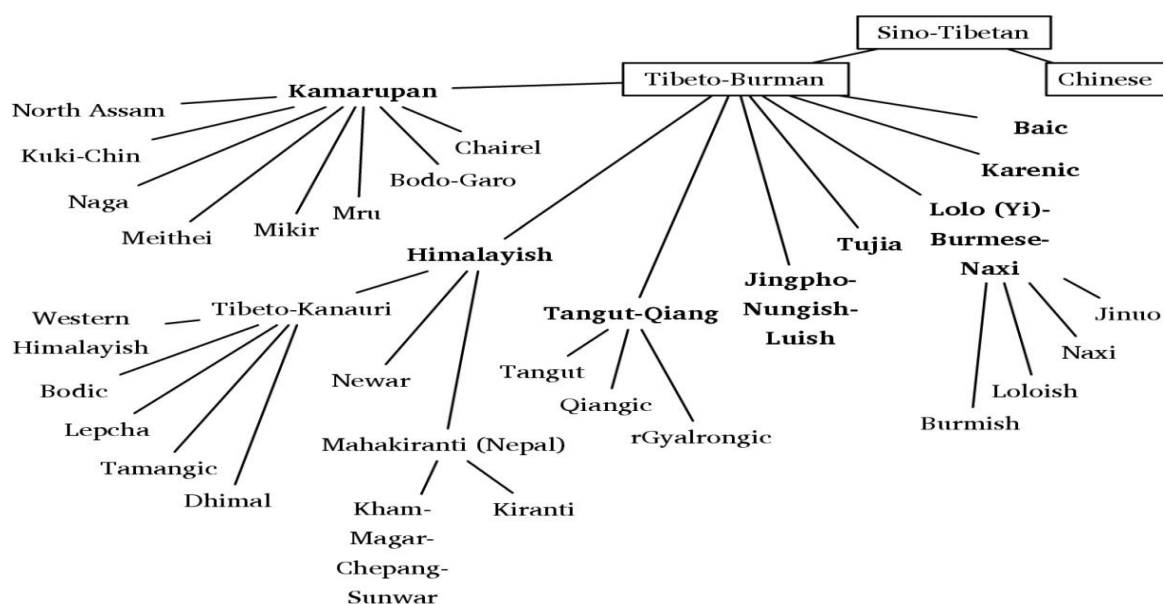 Sino-Tibetan
Tibeto-Burman
Chinese
Kamarupan
North Assam
Kuki-Chin
Naga
Meithei
Mikir
Mru
Bodo-Garo
Chairel
Baic
Karenic
Lolo (Yi)-
Burmese-
Naxi
Tujia
Jingpho-
Nungish-
Luish
Himalayish
Tangut-Qiang
Tibeto-Kanauri
Western
Himalayish
Bodic
Lepcha
Tamangic
Dhimal
Newar
Mahakiranti (Nepal)
Kham-
Magar-
Chepang-
Sunwar
Kiranti
Tangut
Qiangic
rGyalrongic
Burmish
Loloish
Naxi
Jinuo